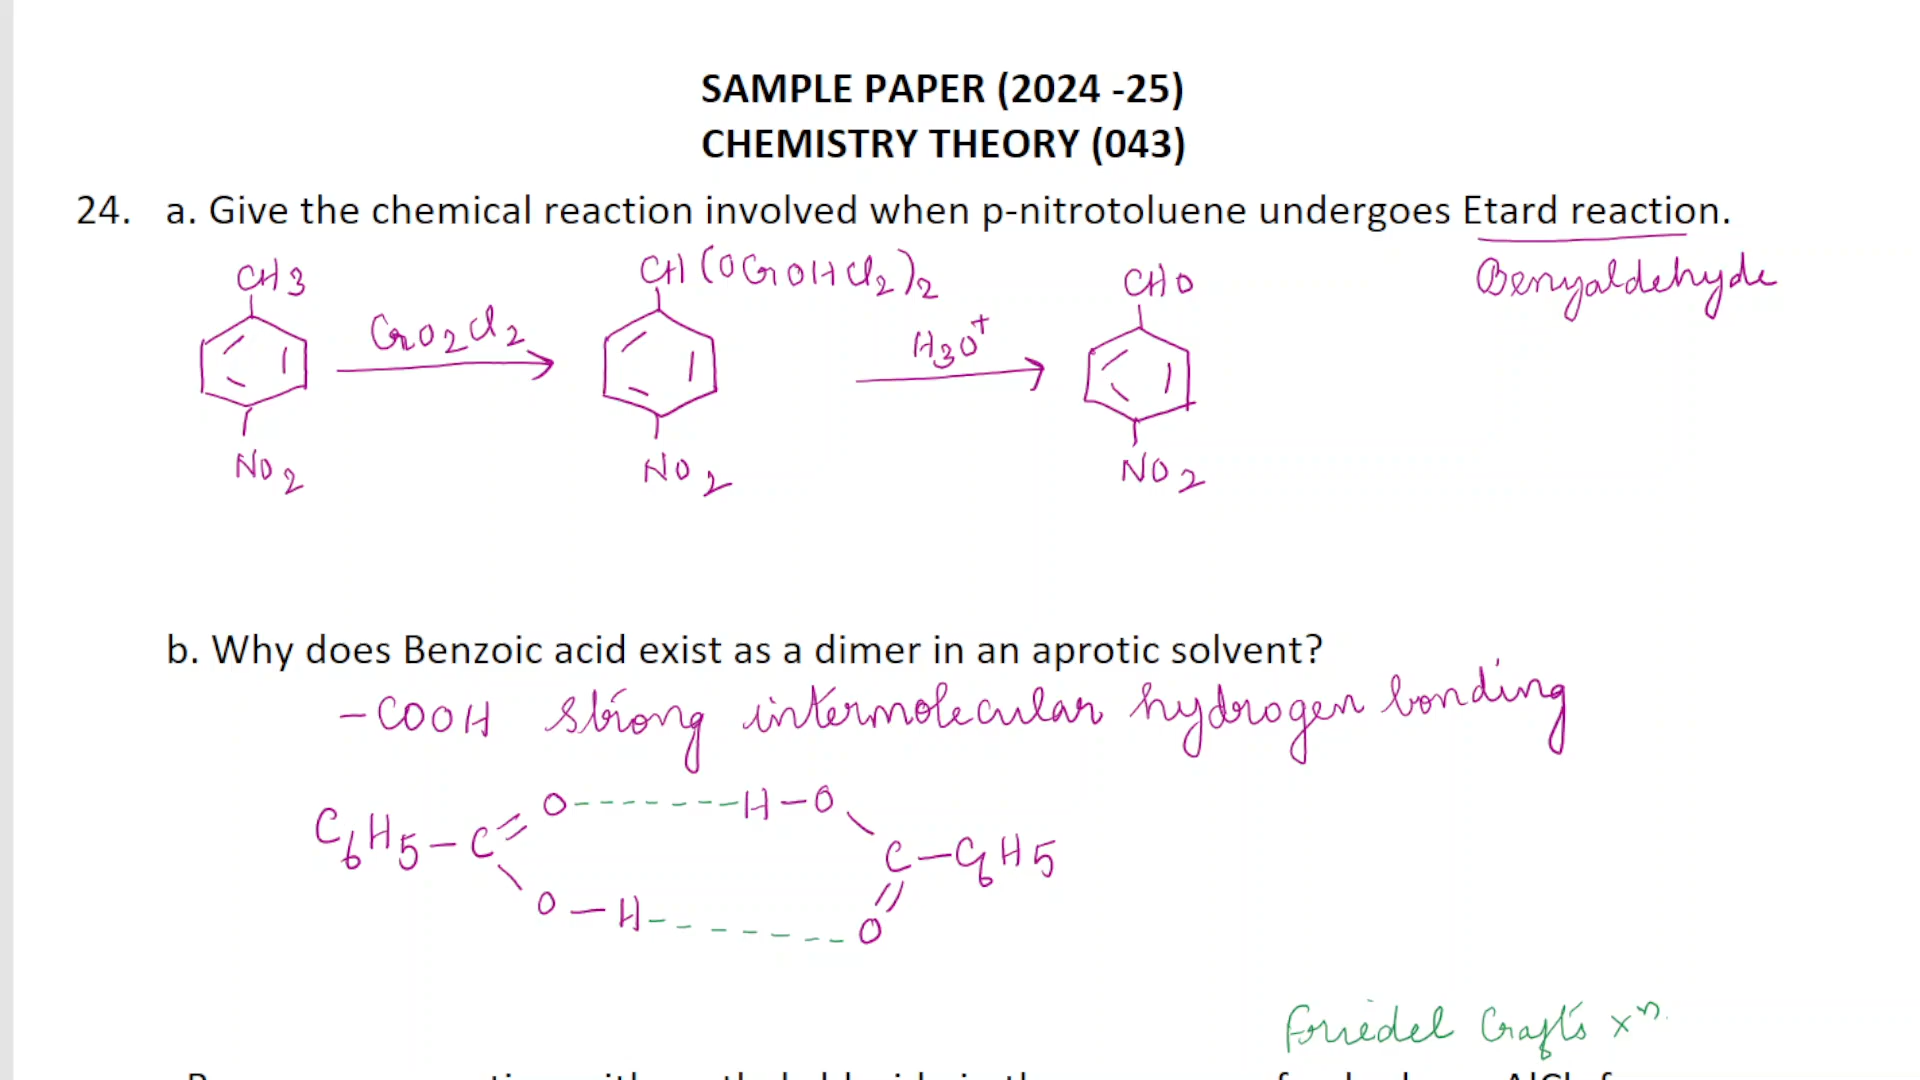 SAMPLE PAPER (2024 -25)
CHEMISTRY THEORY (043)
24. a. Give the chemical reaction involved when p-nitrotoluene undergoes Etard reaction.
CH3 CH(OCrOHCl2)2 CHO Benzaldehyde
CrO2Cl2 H3O+
NO2 NO2 NO2
b. Why does Benzoic acid exist as a dimer in an aprotic solvent?
-COOH strong intermolecular hydrogen bonding
O--------H-O
C6H5-C C-C6H5
O-H--------O
Friedel Crafts